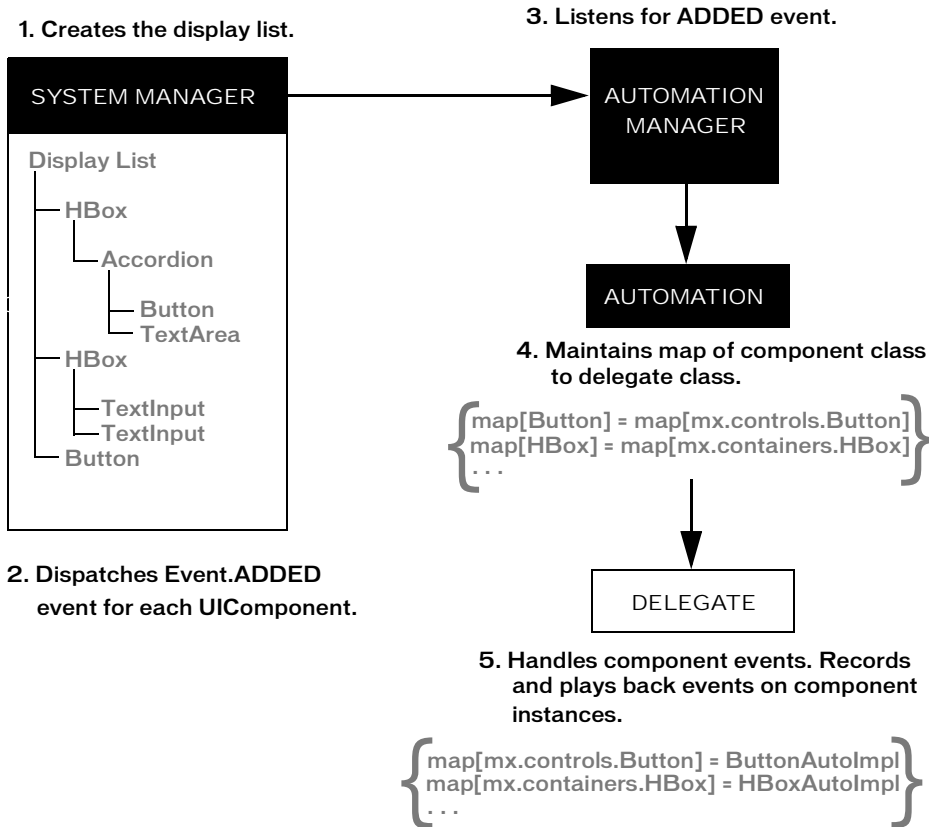 1. Creates the display list.
SYSTEM MANAGER
Display List
HBox
Accordion
Button
TextArea
HBox
TextInput
TextInput
Button
2. Dispatches Event.ADDED
event for each UIComponent.
3. Listens for ADDED event.
AUTOMATION
MANAGER
AUTOMATION
4. Maintains map of component class
to delegate class.
{map[Button] = map[mx.controls.Button]
map[HBox] = map[mx.containers.HBox]
. . .}
DELEGATE
5. Handles component events. Records
and plays back events on component
instances.
{map[mx.controls.Button] = ButtonAutoImpl
map[mx.containers.HBox] = HBoxAutoImpl
. . .}